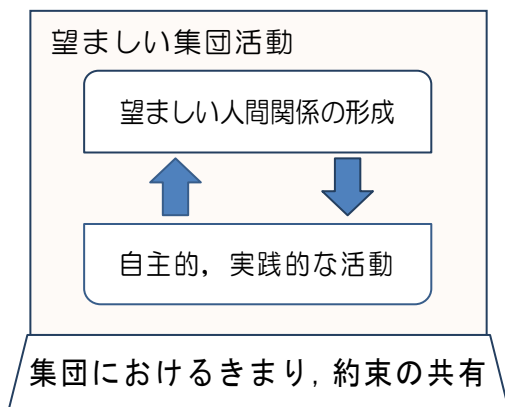 望ましい集団活動
望ましい人間関係の形成
自主的，実践的な活動
集団におけるきまり，約束の共有